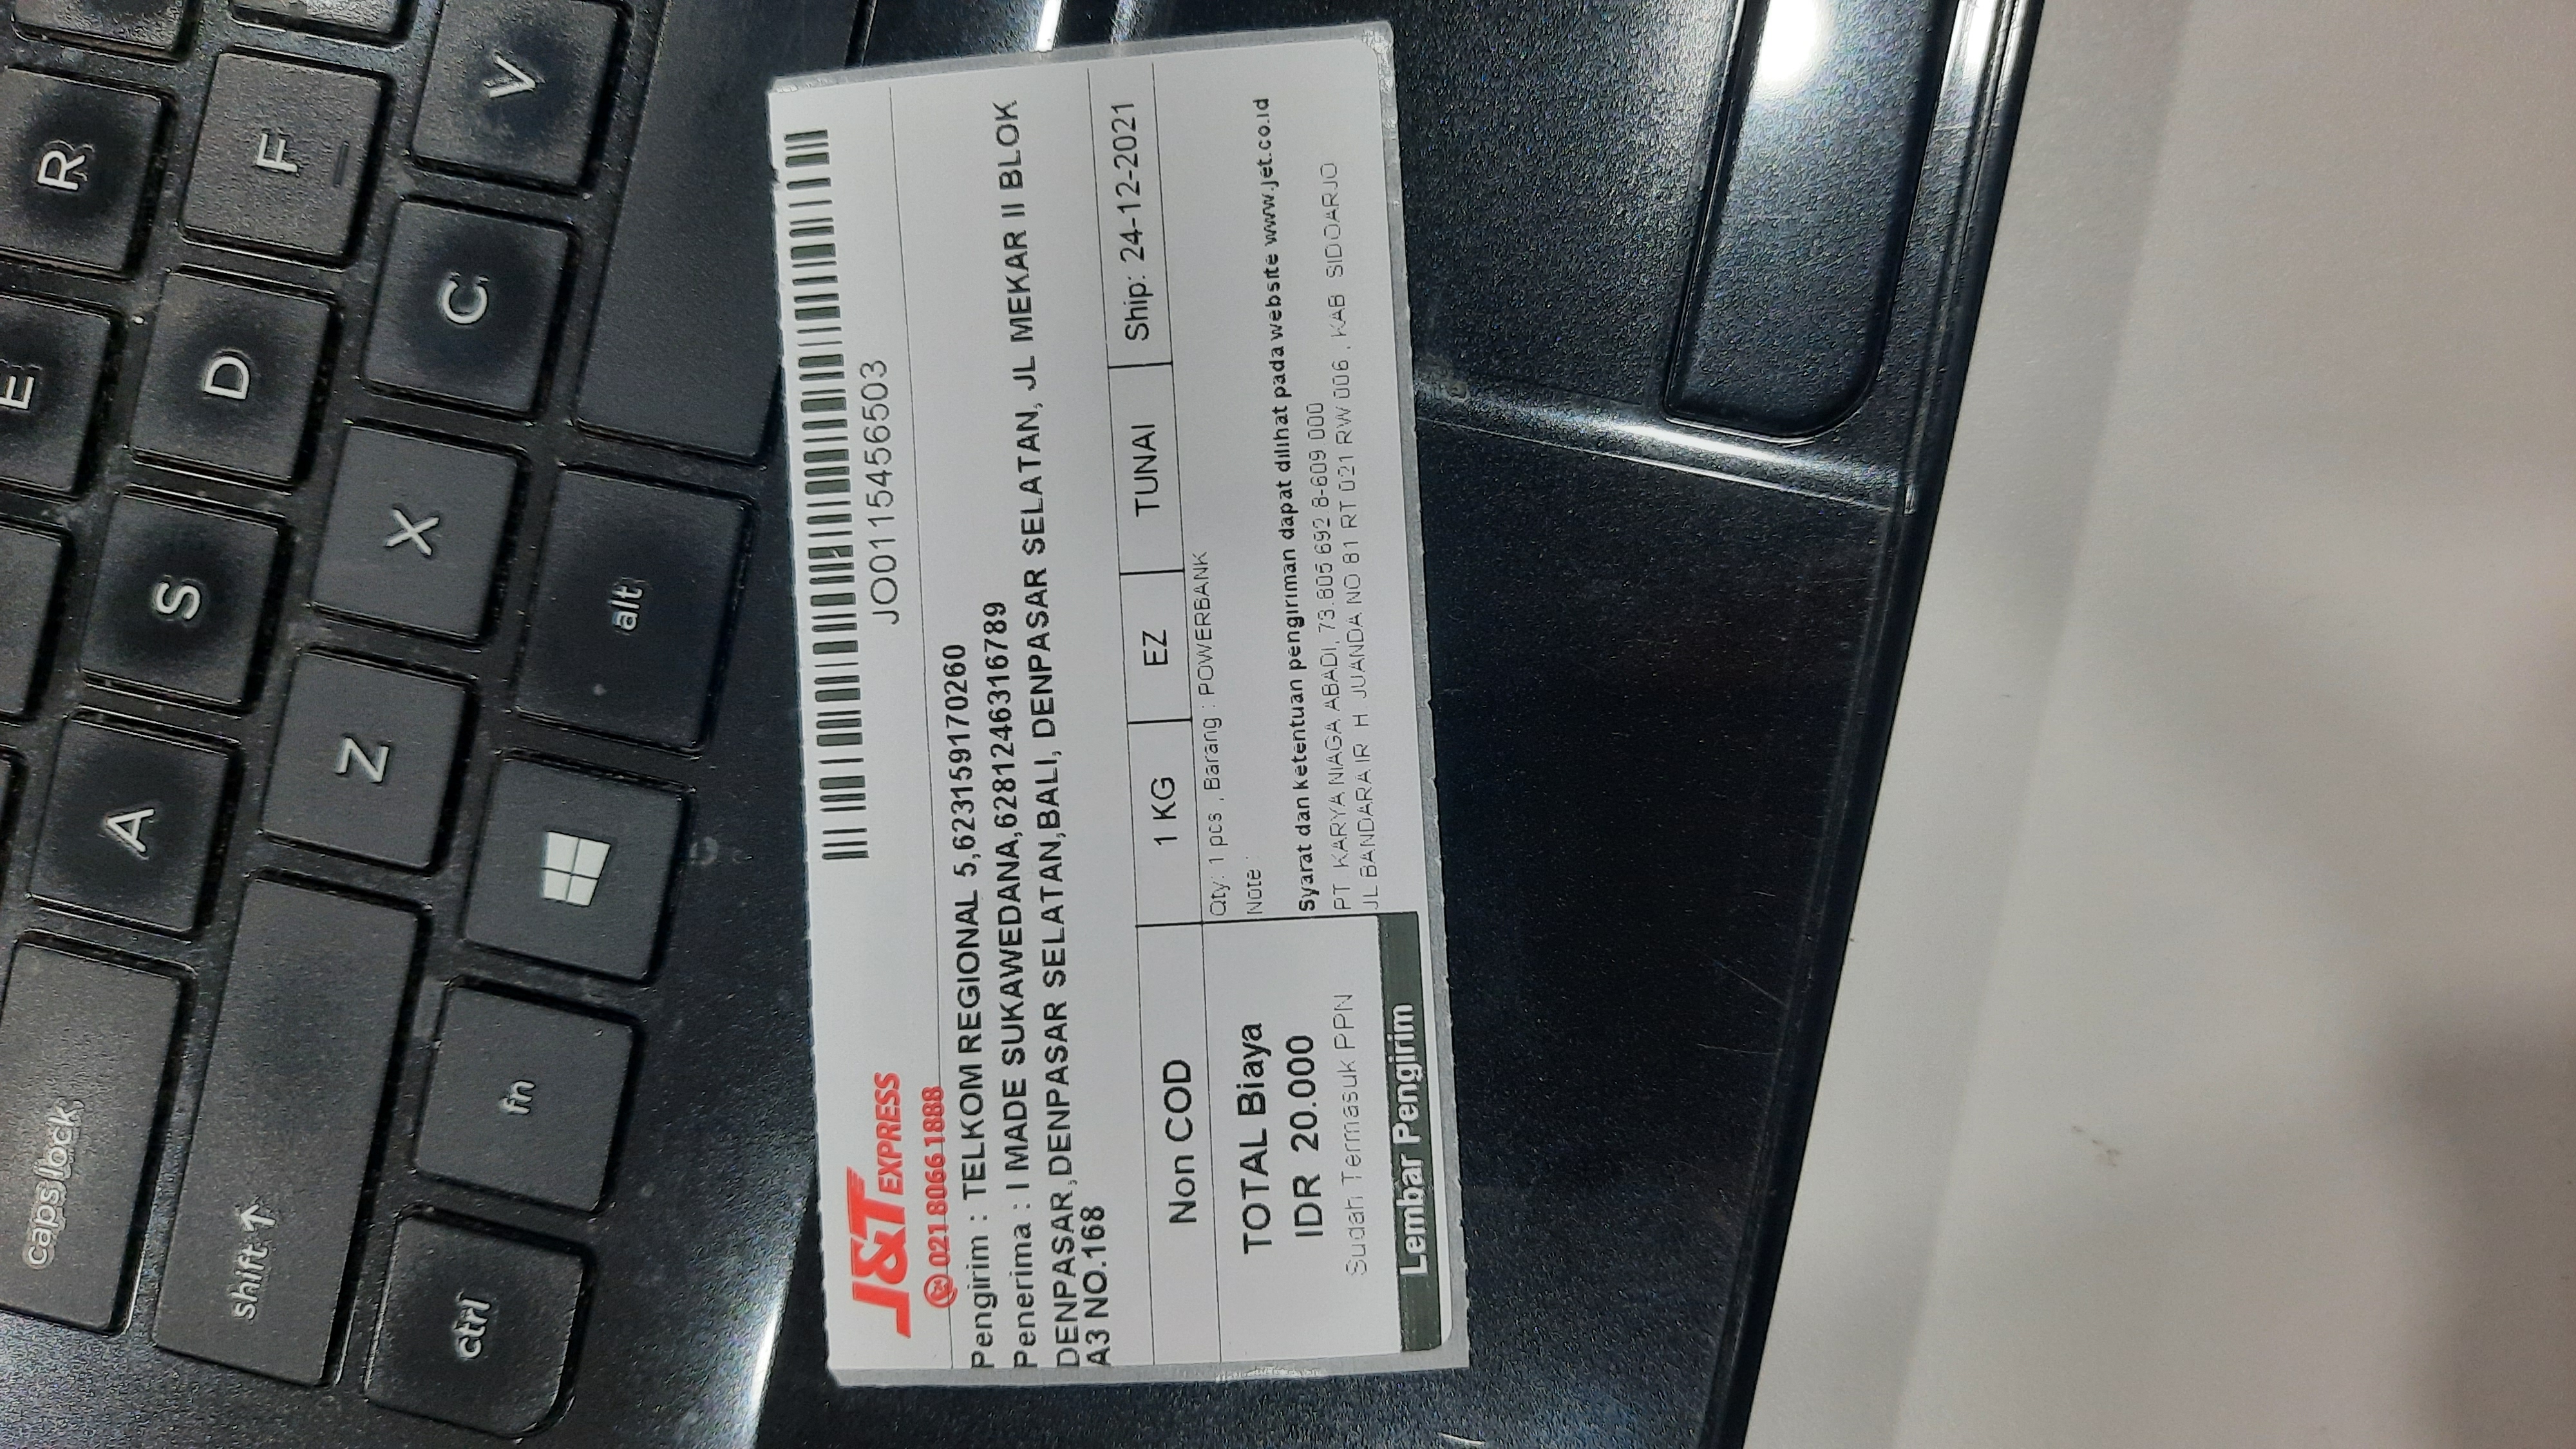 E
R
caps lock
A
S
D
F
shift
Z
X
C
V
ctrl
fn
alt
J&T EXPRESS
021 8066 1888
JO0115456503
Pengirim : TELKOM REGIONAL 5,623159170260
Penerima : I MADE SUKAWEDANA,6281246316789
DENPASAR,DENPASAR SELATAN,BALI, DENPASAR SELATAN, JL MEKAR II BLOK
A3 NO.168
Non COD
1 KG
EZ
TUNAI
Ship: 24-12-2021
TOTAL Biaya
IDR 20.000
Sudah Termasuk PPN
Lembar Pengirim
Qty: 1 pcs , Barang : POWERBANK
Note :
Syarat dan ketentuan pengiriman dapat dilihat pada website www.jet.co.id
PT KARYA NIAGA ABADI, 73.805 692 8-609 000
JL BANDARA IR H. JUANDA NO 81 RT 021 RW 006 , KAB SIDOARJO